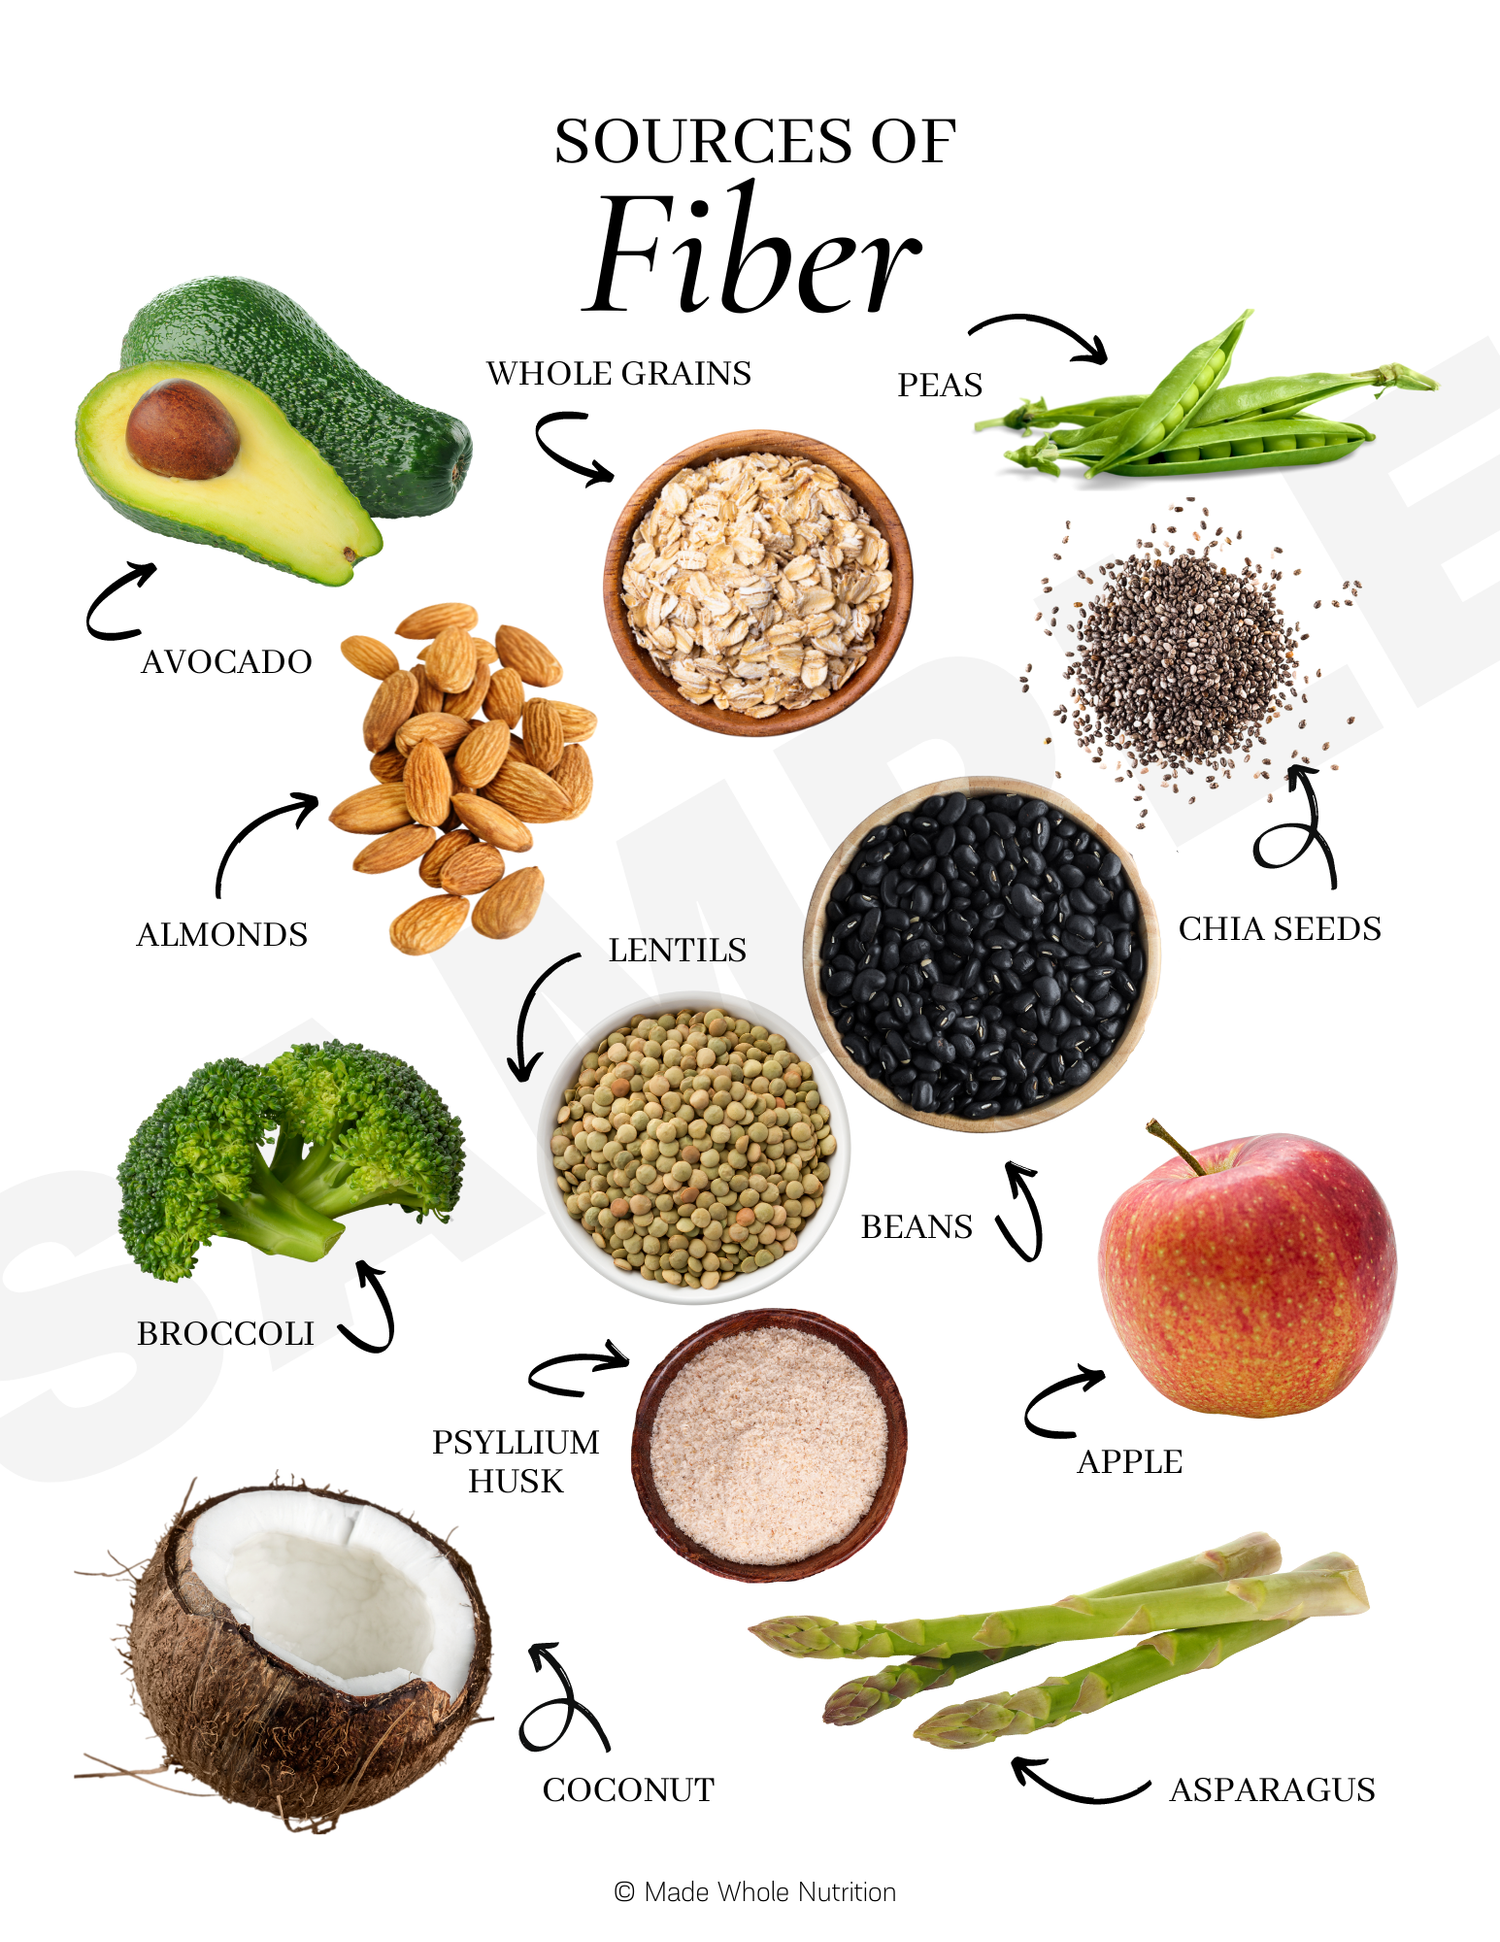 SOURCES OF
Fiber
WHOLE GRAINS
PEAS
AVOCADO
ALMONDS
CHIA SEEDS
LENTILS
BEANS
BROCCOLI
PSYLLIUM
HUSK
APPLE
COCONUT
ASPARAGUS
© Made Whole Nutrition
SAMPLE